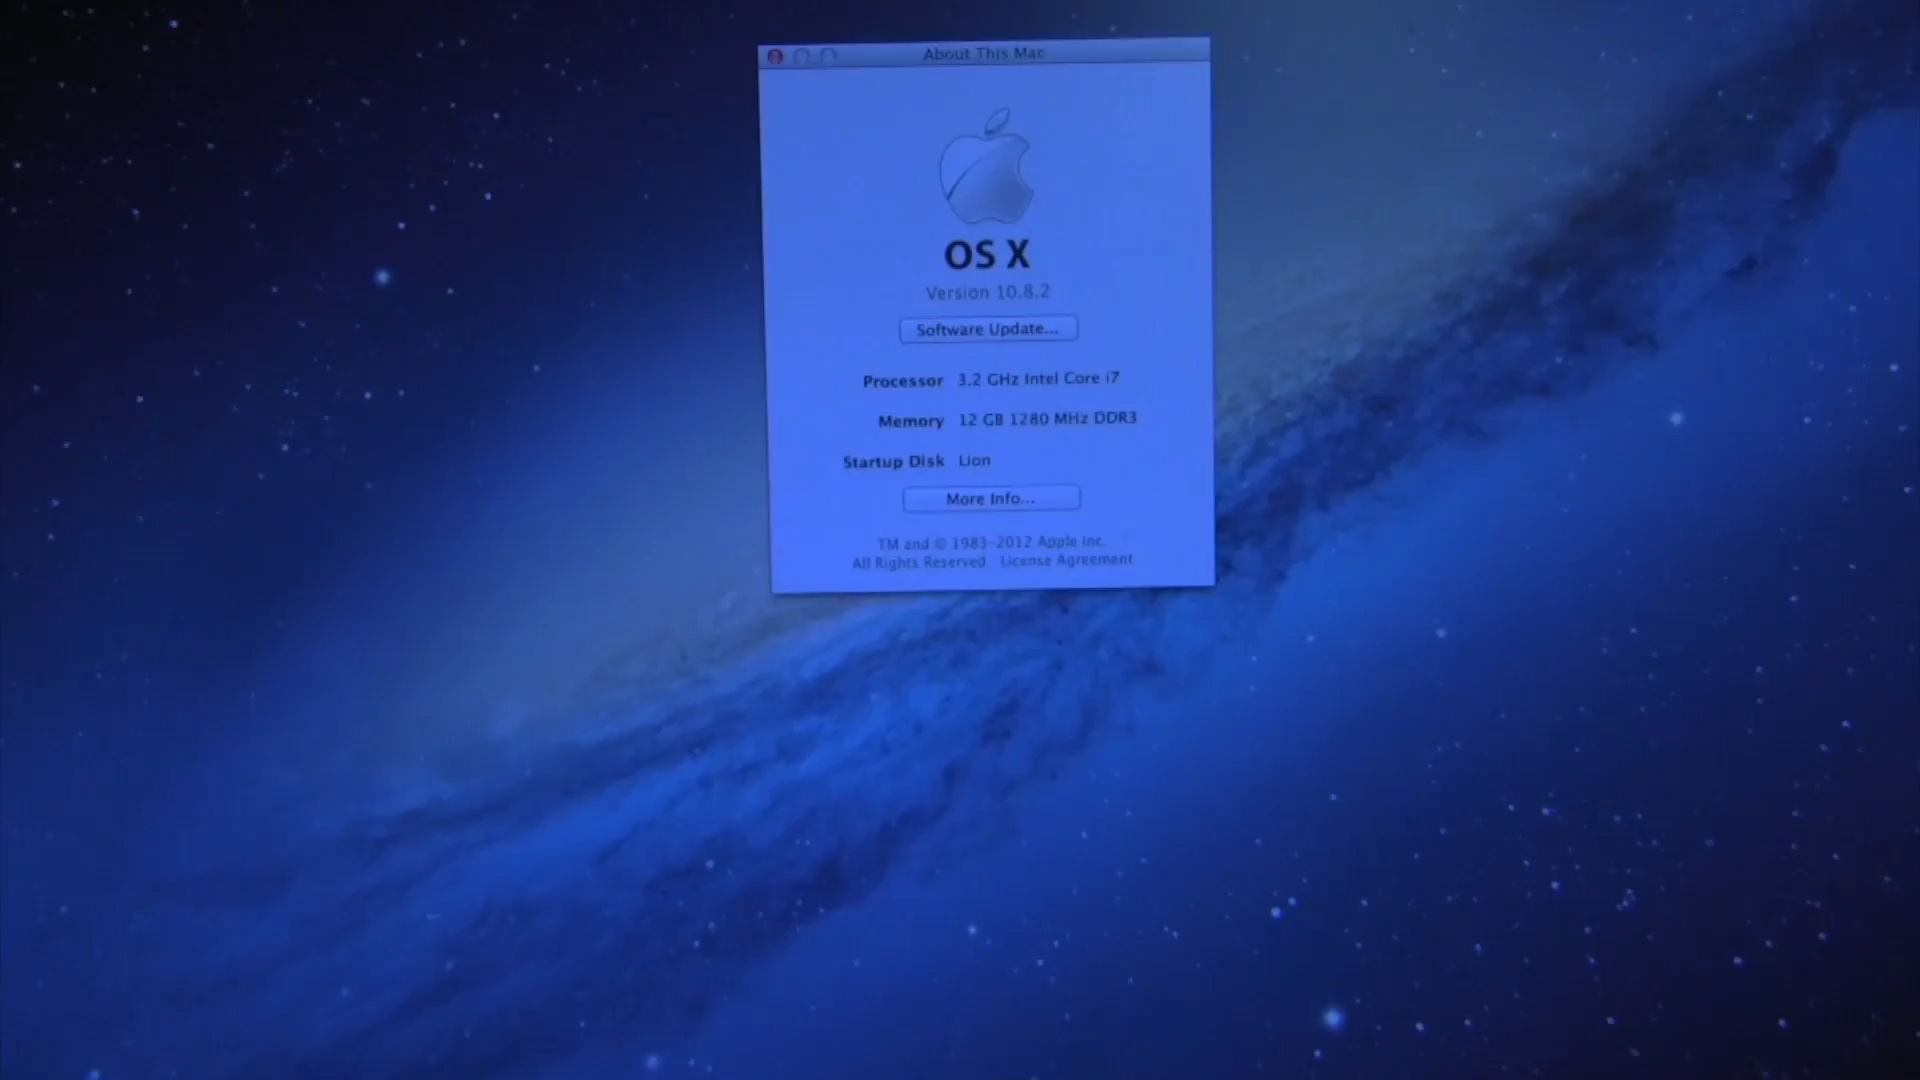 About This Mac
OS X
Version 10.8.2
Software Update...
Processor 3.2 GHz Intel Core i7
Memory 12 GB 1280 MHz DDR3
Startup Disk Lion
More Info...
TM and © 1983-2012 Apple Inc.
All Rights Reserved. License Agreement